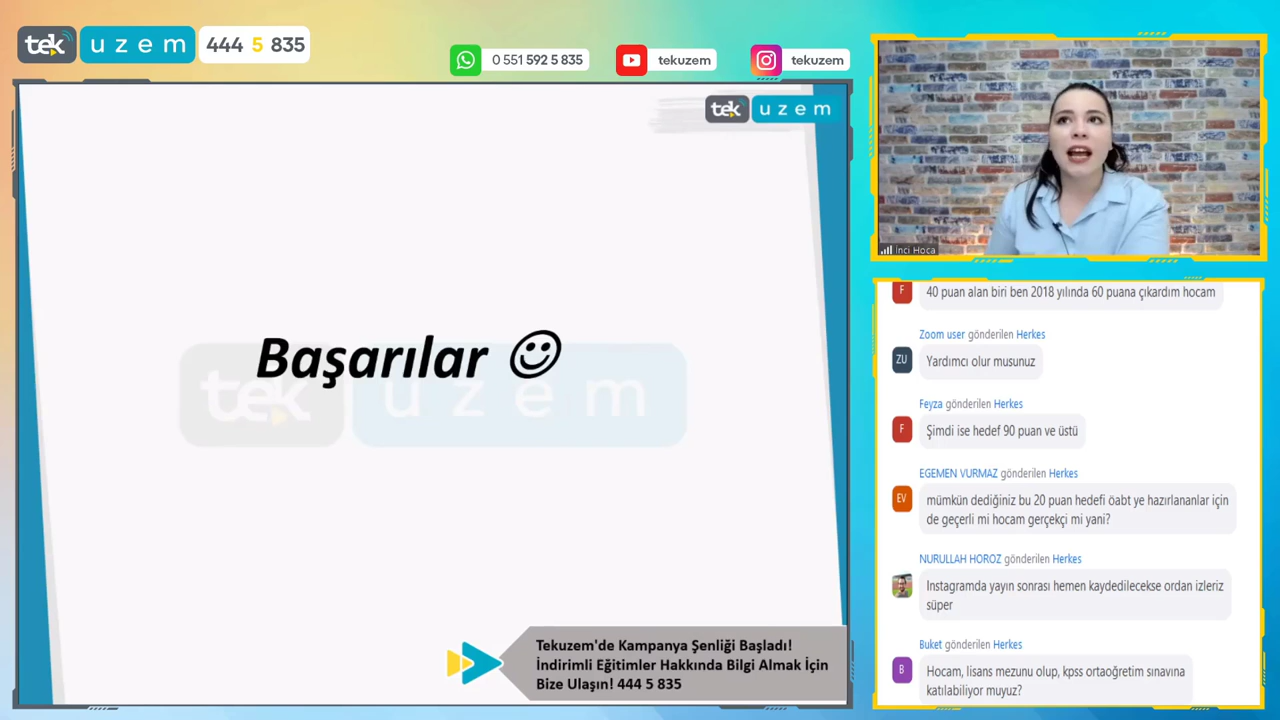 tek
uzem
444 5 835
0 551 592 5 835
tekuzem
tekuzem
tek uzem
Başarılar ☺
tek uzem
Tekuzem'de Kampanya Şenliği Başladı!
İndirimli Eğitimler Hakkında Bilgi Almak İçin
Bize Ulaşın! 444 5 835
İnci Hoca
F
40 puan alan biri ben 2018 yılında 60 puana çıkardım hocam
Zoom user gönderilen Herkes
ZU
Yardımcı olur musunuz
Feyza gönderilen Herkes
F
Şimdi ise hedef 90 puan ve üstü
EGEMEN VURMAZ gönderilen Herkes
EV
mümkün dediğiniz bu 20 puan hedefi öabt ye hazırlananlar için
de geçerli mi hocam gerçekçi mi yani?
NURULLAH HOROZ gönderilen Herkes
Instagramda yayın sonrası hemen kaydedilecekse ordan izleriz
süper
Buket gönderilen Herkes
B
Hocam, lisans mezunu olup, kpss ortaöğretim sınavına
katılabiliyor muyuz?